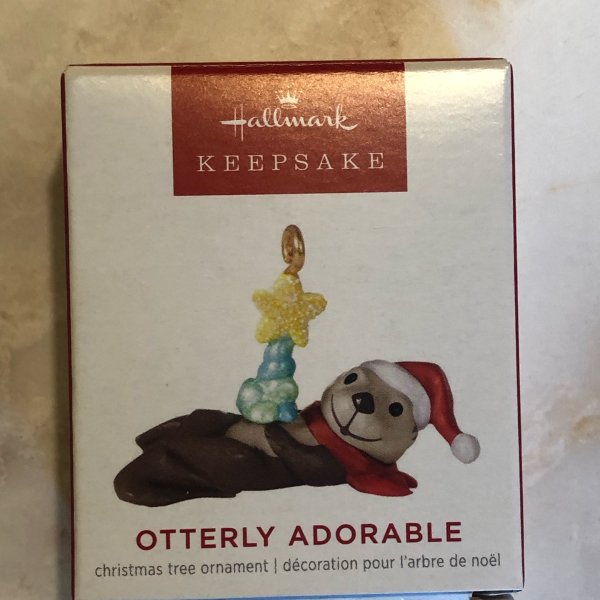 Hallmark
KEEPSAKE
OTTERLY ADORABLE
christmas tree ornament | décoration pour l'arbre de noël